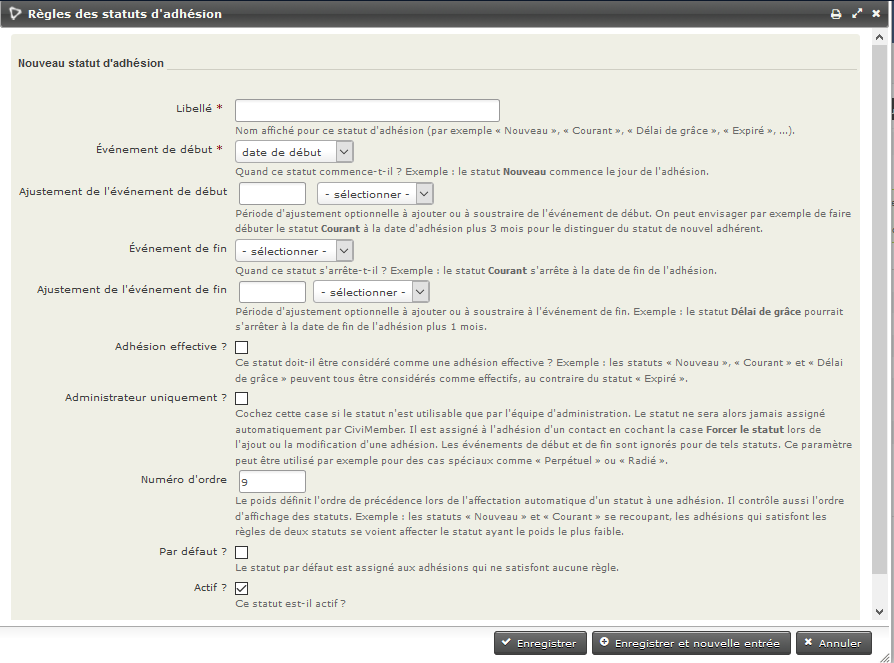 Règles des statuts d'adhésion
Nouveau statut d'adhésion
Libellé *
Nom affiché pour ce statut d'adhésion (par exemple « Nouveau », « Courant », « Délai de grâce », « Expiré », ...).
Événement de début *
date de début
Quand ce statut commence-t-il ? Exemple : le statut Nouveau commence le jour de l'adhésion.
Ajustement de l'événement de début
- sélectionner -
Période d'ajustement optionnelle à ajouter ou à soustraire de l'événement de début. On peut envisager par exemple de faire
débuter le statut Courant à la date d'adhésion plus 3 mois pour le distinguer du statut de nouvel adhérent.
Événement de fin
- sélectionner -
Quand ce statut s'arrête-t-il ? Exemple : le statut Courant s'arrête à la date de fin de l'adhésion.
Ajustement de l'événement de fin
- sélectionner -
Période d'ajustement optionnelle à ajouter ou à soustraire à l'événement de fin. Exemple : le statut Délai de grâce pourrait
s'arrêter à la date de fin de l'adhésion plus 1 mois.
Adhésion effective ?
Ce statut doit-il être considéré comme une adhésion effective ? Exemple : les statuts « Nouveau », « Courant » et « Délai
de grâce » peuvent tous être considérés comme effectifs, au contraire du statut « Expiré ».
Administrateur uniquement ?
Cochez cette case si le statut n'est utilisable que par l'équipe d'administration. Le statut ne sera alors jamais assigné
automatiquement par CiviMember. Il est assigné à l'adhésion d'un contact en cochant la case Forcer le statut lors de
l'ajout ou la modification d'une adhésion. Les événements de début et de fin sont ignorés pour de tels statuts. Ce paramètre
peut être utilisé par exemple pour des cas spéciaux comme « Perpétuel » ou « Radié ».
Numéro d'ordre
9
Le poids définit l'ordre de précédence lors de l'affectation automatique d'un statut à une adhésion. Il contrôle aussi l'ordre
d'affichage des statuts. Exemple : les statuts « Nouveau » et « Courant » se recoupant, les adhésions qui satisfont les
règles de deux statuts se voient affecter le statut ayant le poids le plus faible.
Par défaut ?
Le statut par défaut est assigné aux adhésions qui ne satisfont aucune règle.
Actif ?
Ce statut est-il actif ?
Enregistrer
Enregistrer et nouvelle entrée
Annuler